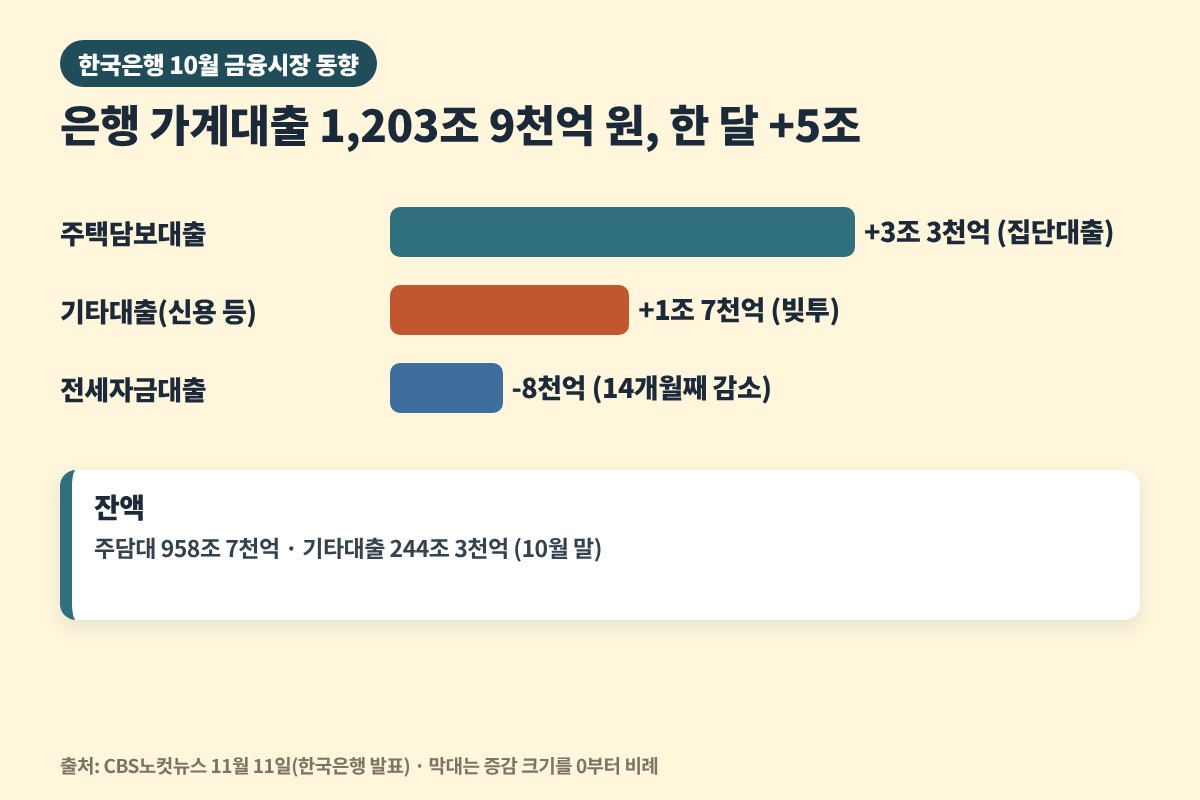 한국은행 10월 금융시장 동향
은행 가계대출 1,203조 9천억 원, 한 달 +5조
주택담보대출 +3조 3천억 (집단대출)
기타대출(신용 등) +1조 7천억 (빚투)
전세자금대출 -8천억 (14개월째 감소)
잔액
주담대 958조 7천억 · 기타대출 244조 3천억 (10월 말)
출처: CBS노컷뉴스 11월 11일(한국은행 발표) · 막대는 증감 크기를 0부터 비례